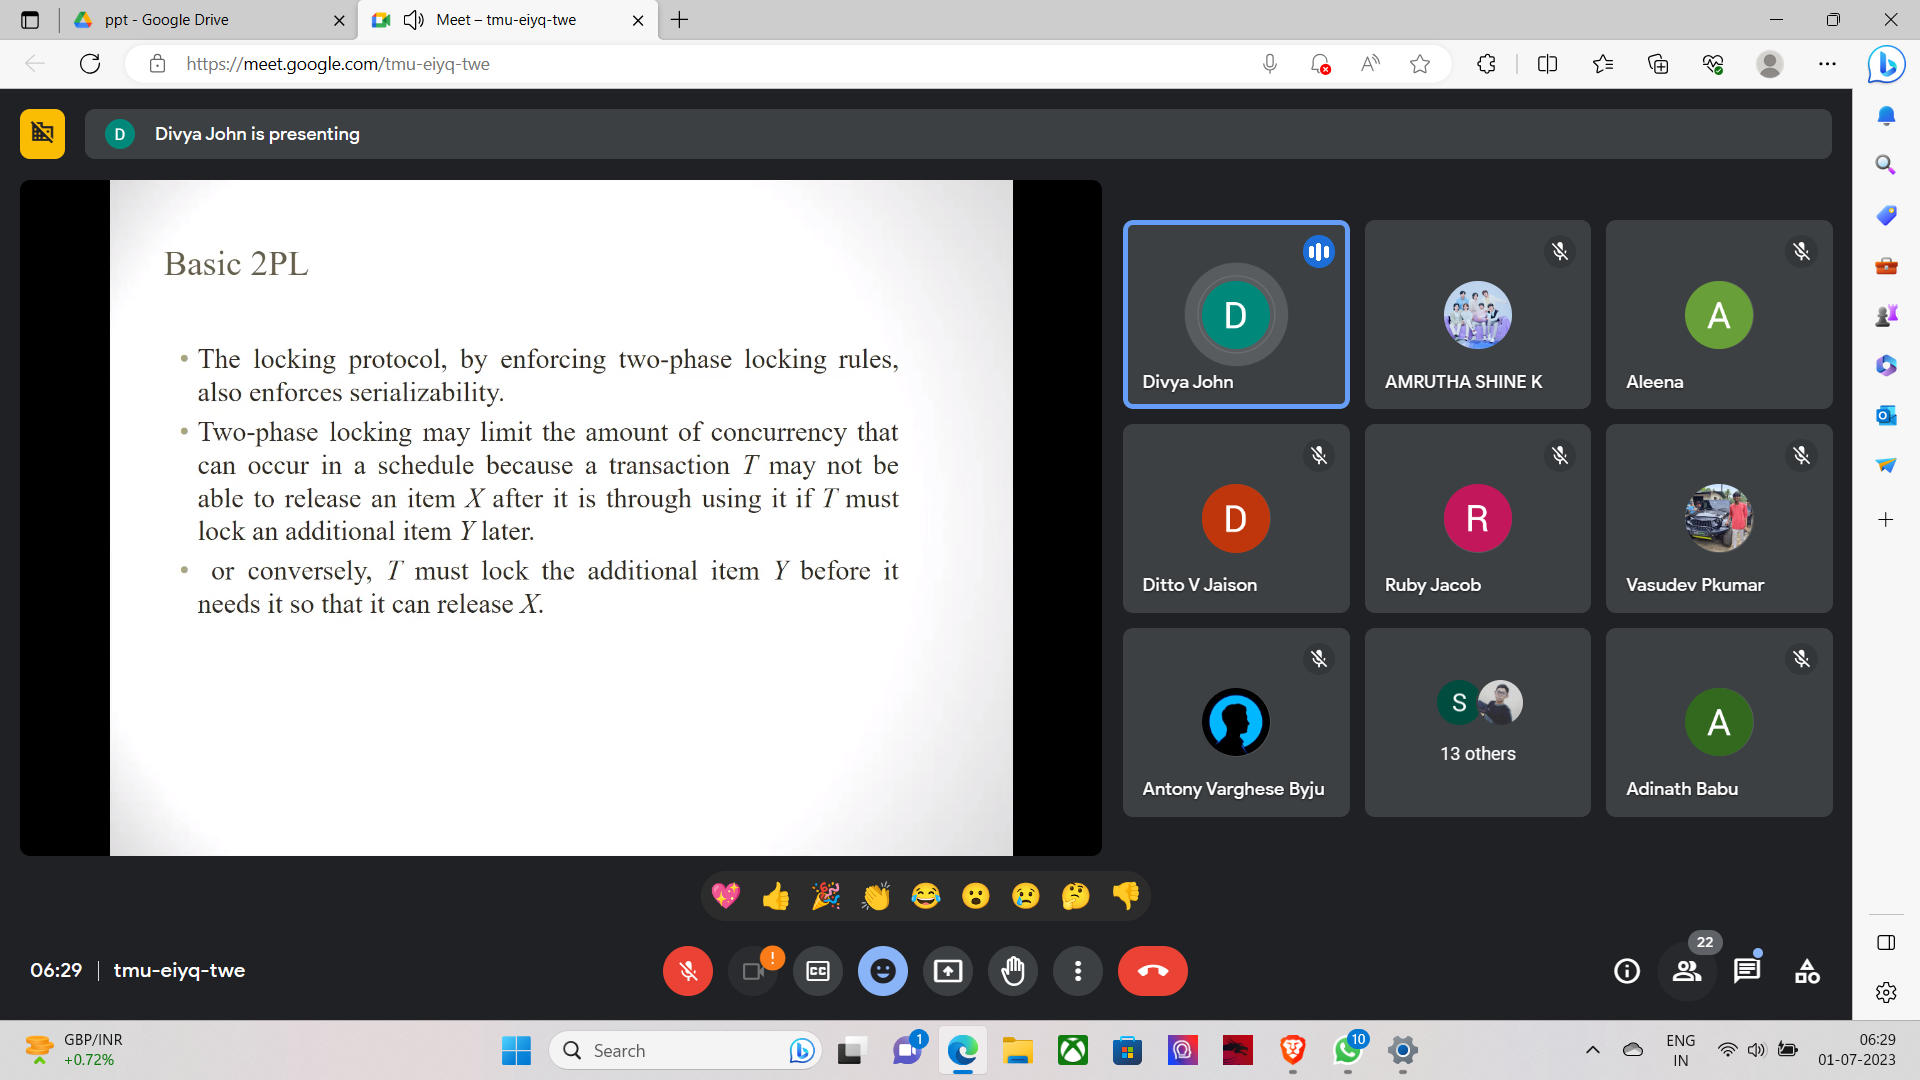 ppt - Google Drive
Meet – tmu-eiyq-twe
https://meet.google.com/tmu-eiyq-twe
D
Divya John is presenting
Basic 2PL
• The locking protocol, by enforcing two-phase locking rules,
also enforces serializability.
• Two-phase locking may limit the amount of concurrency that
can occur in a schedule because a transaction T may not be
able to release an item X after it is through using it if T must
lock an additional item Y later.
• or conversely, T must lock the additional item Y before it
needs it so that it can release X.
D
Divya John
AMRUTHA SHINE K
A
Aleena
D
Ditto V Jaison
R
Ruby Jacob
Vasudev Pkumar
Antony Varghese Byju
S
13 others
A
Adinath Babu
06:29 | tmu-eiyq-twe
!
CC
22
GBP/INR
+0.72%
Search
1
10
ENG
IN
06:29
01-07-2023